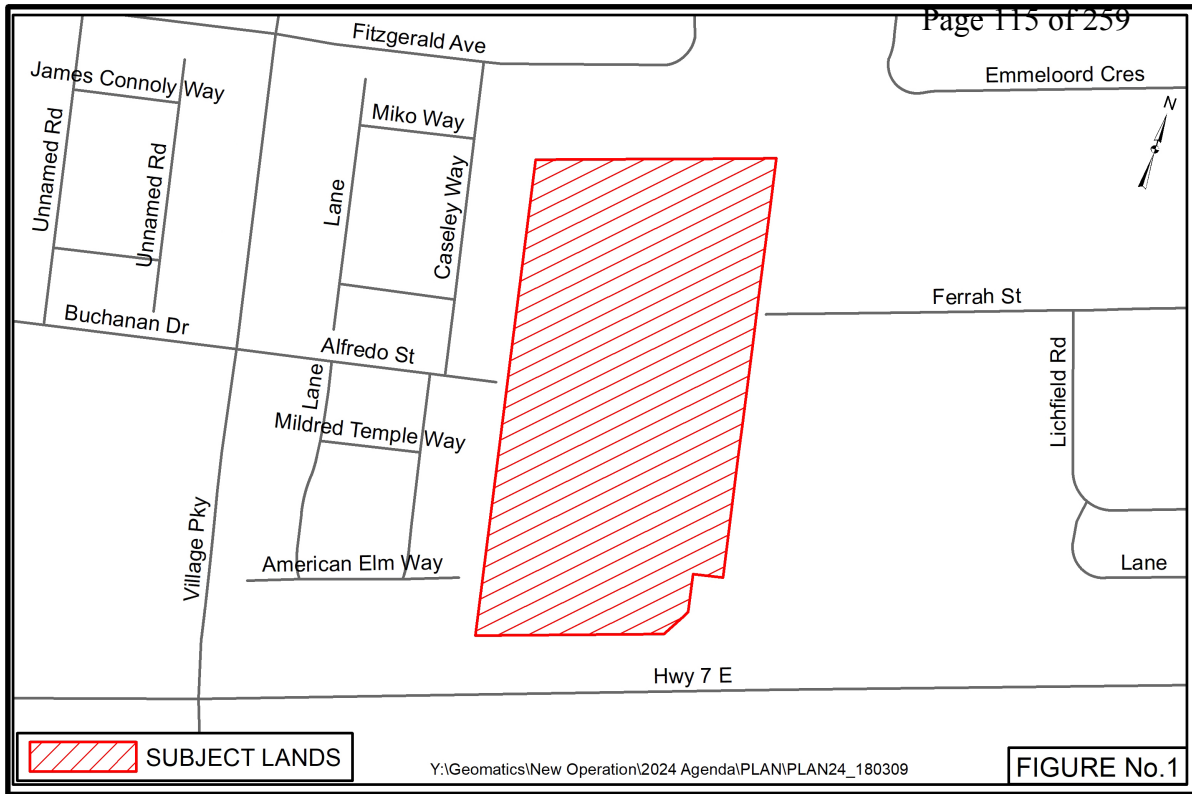 Page 115 of 259
Fitzgerald Ave
Emmeloord Cres
James Connoly Way
Miko Way
N
Unnamed Rd
Unnamed Rd
Lane
Caseley Way
Ferrah St
Buchanan Dr
Alfredo St
Lane
Lichfield Rd
Mildred Temple Way
Village Pky
American Elm Way
Lane
Hwy 7 E
SUBJECT LANDS
Y:\Geomatics\New Operation\2024 Agenda\PLAN\PLAN24_180309
FIGURE No.1